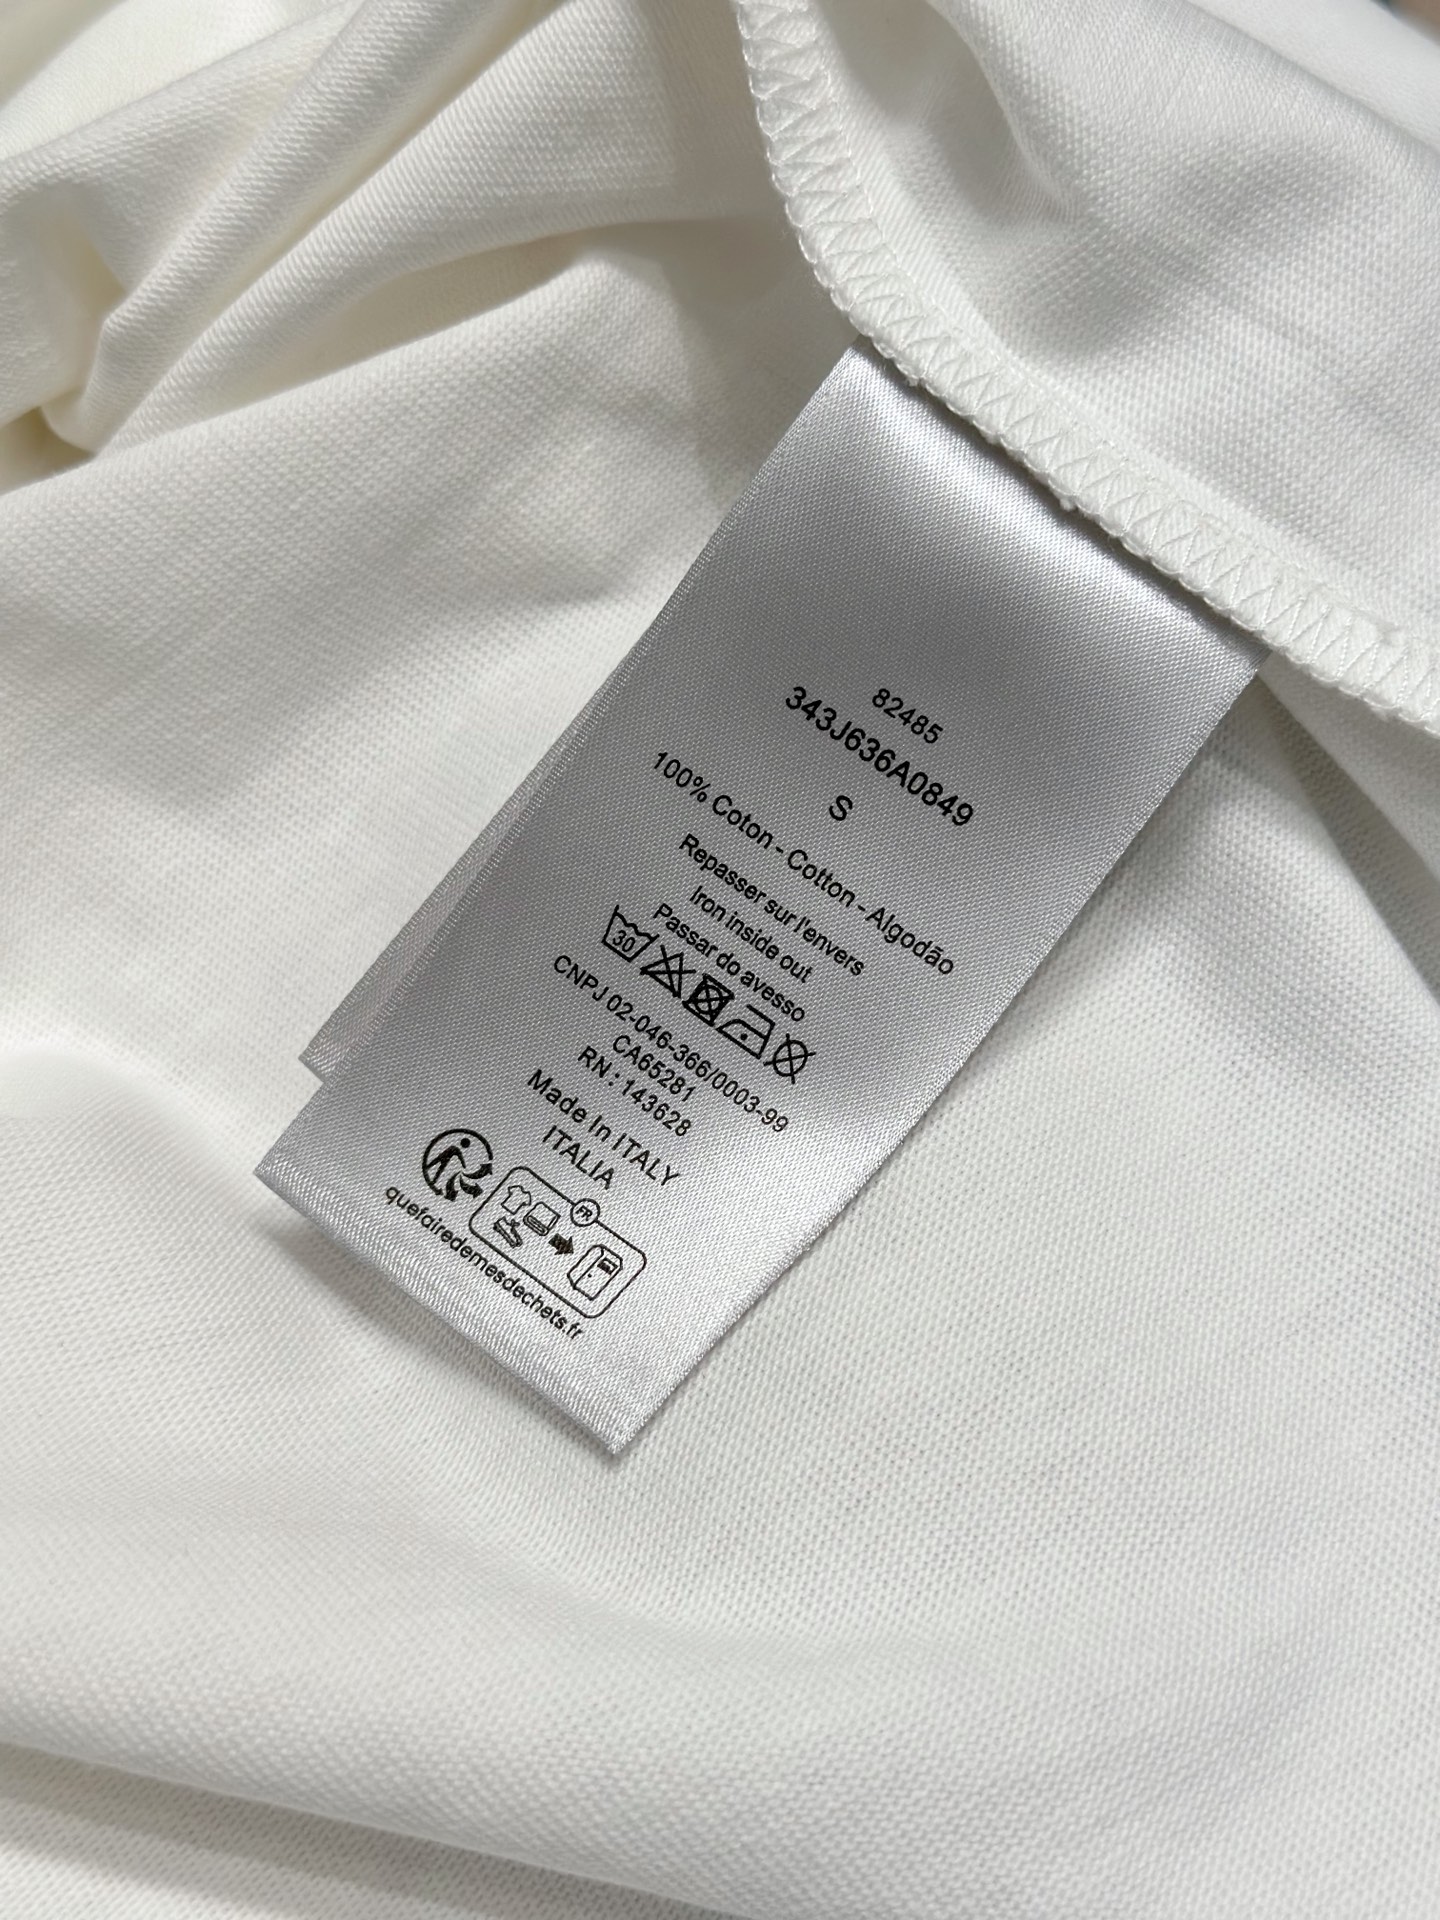 82485
343J636A0849
S
100% Coton - Cotton - Algodão
Repasser sur l'envers
Iron inside out
Passar do avesso
30
CNPJ 02-046-366/0003-99
CA65281
RN : 143628
Made In ITALY
ITALIA
FR
quefairedemesdechets.fr